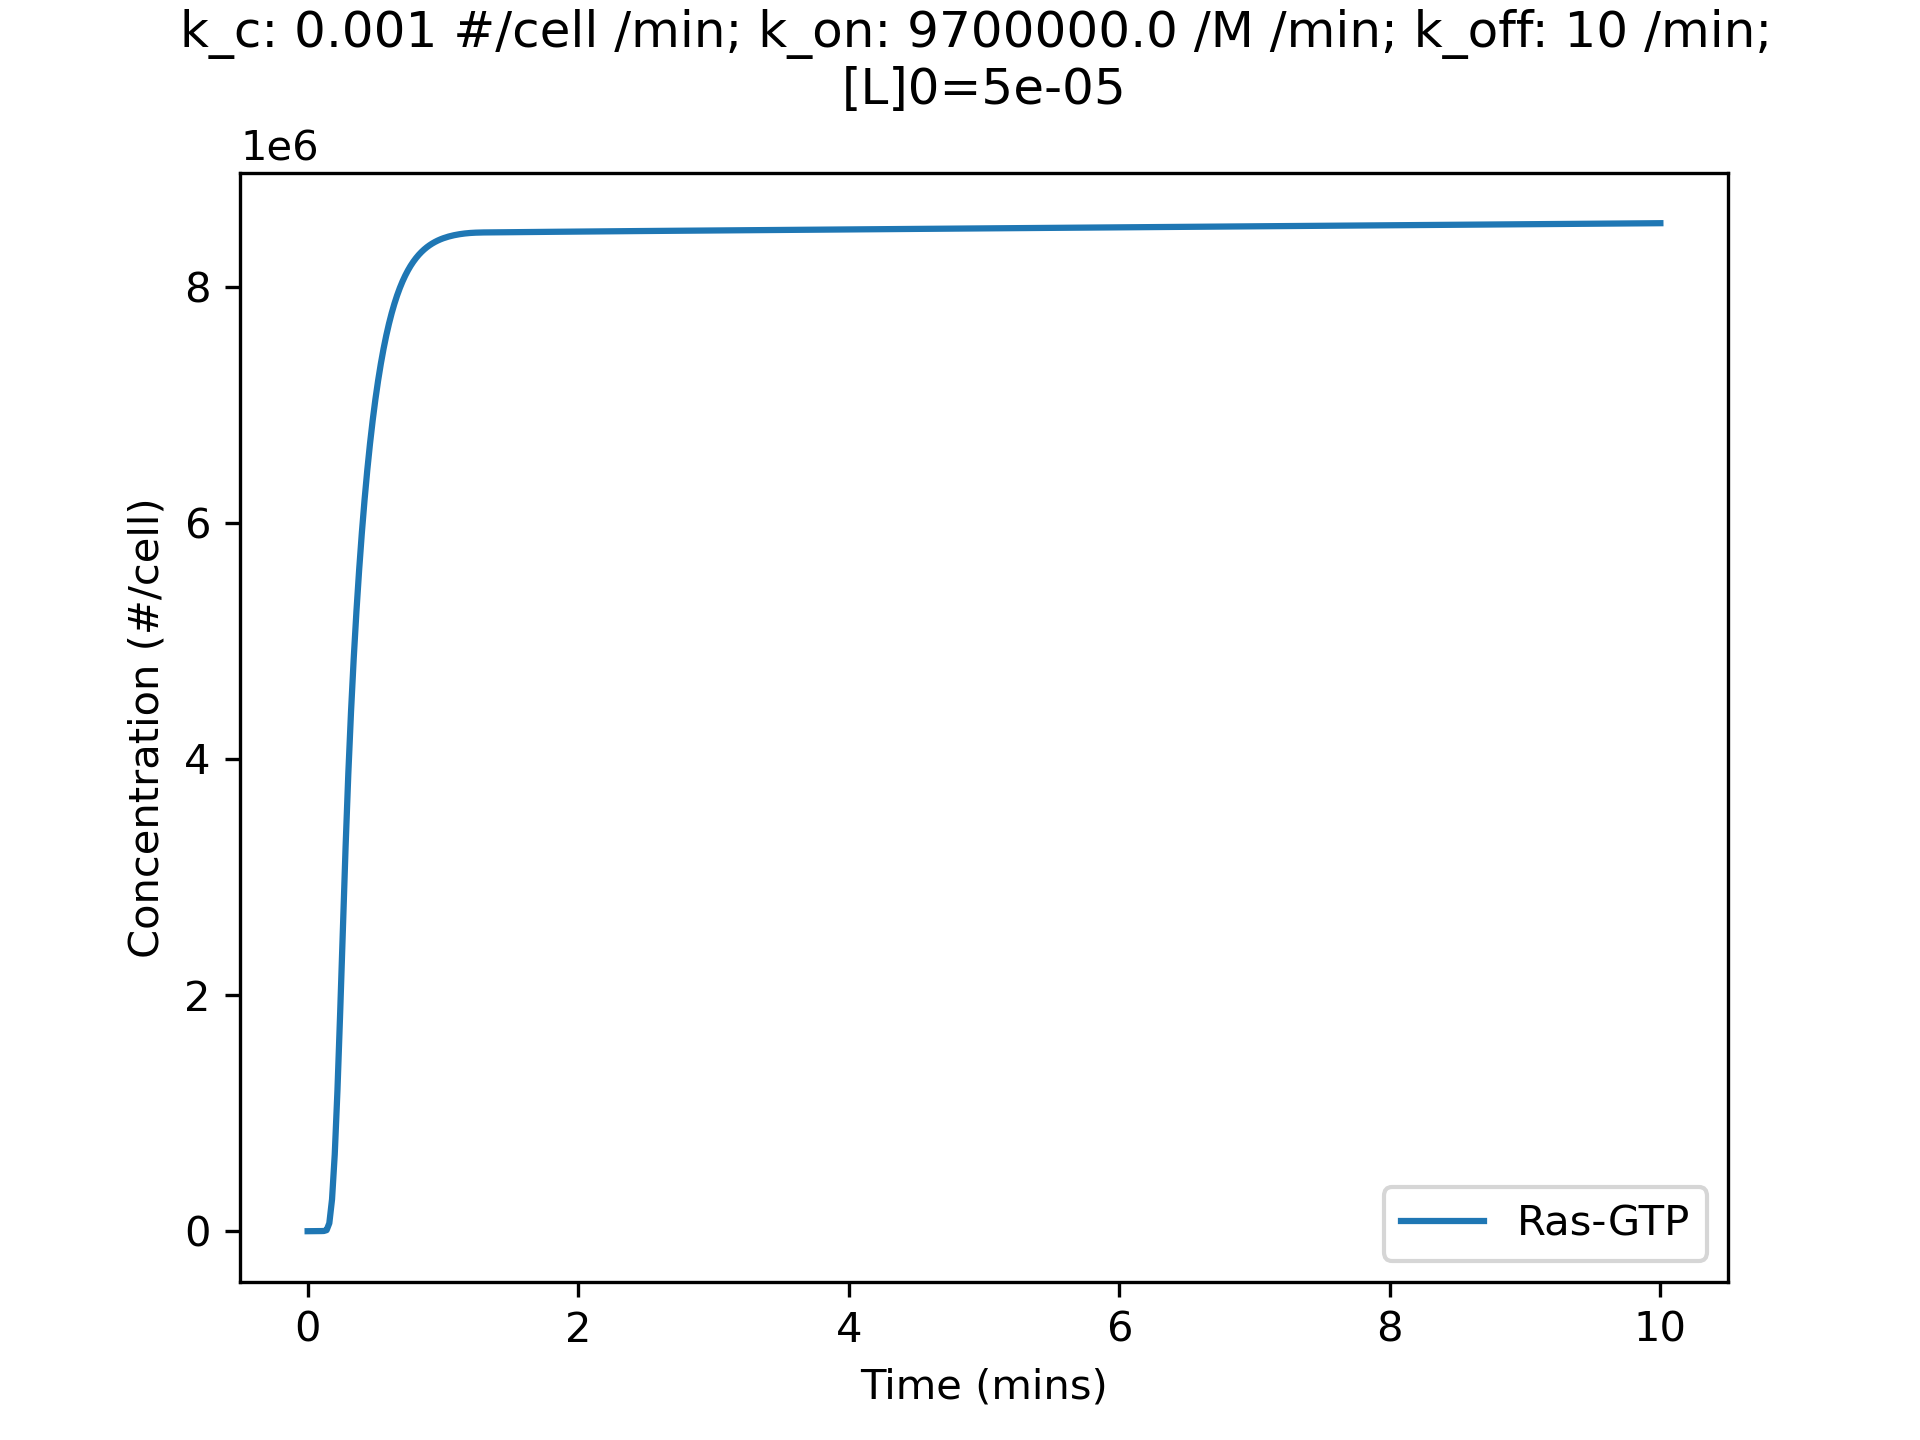 k_c: 0.001 #/cell /min; k_on: 9700000.0 /M /min; k_off: 10 /min;
[L]0=5e-05
1e6
8
6
4
2
0
Concentration (#/cell)
Ras-GTP
0 2 4 6 8 10
Time (mins)